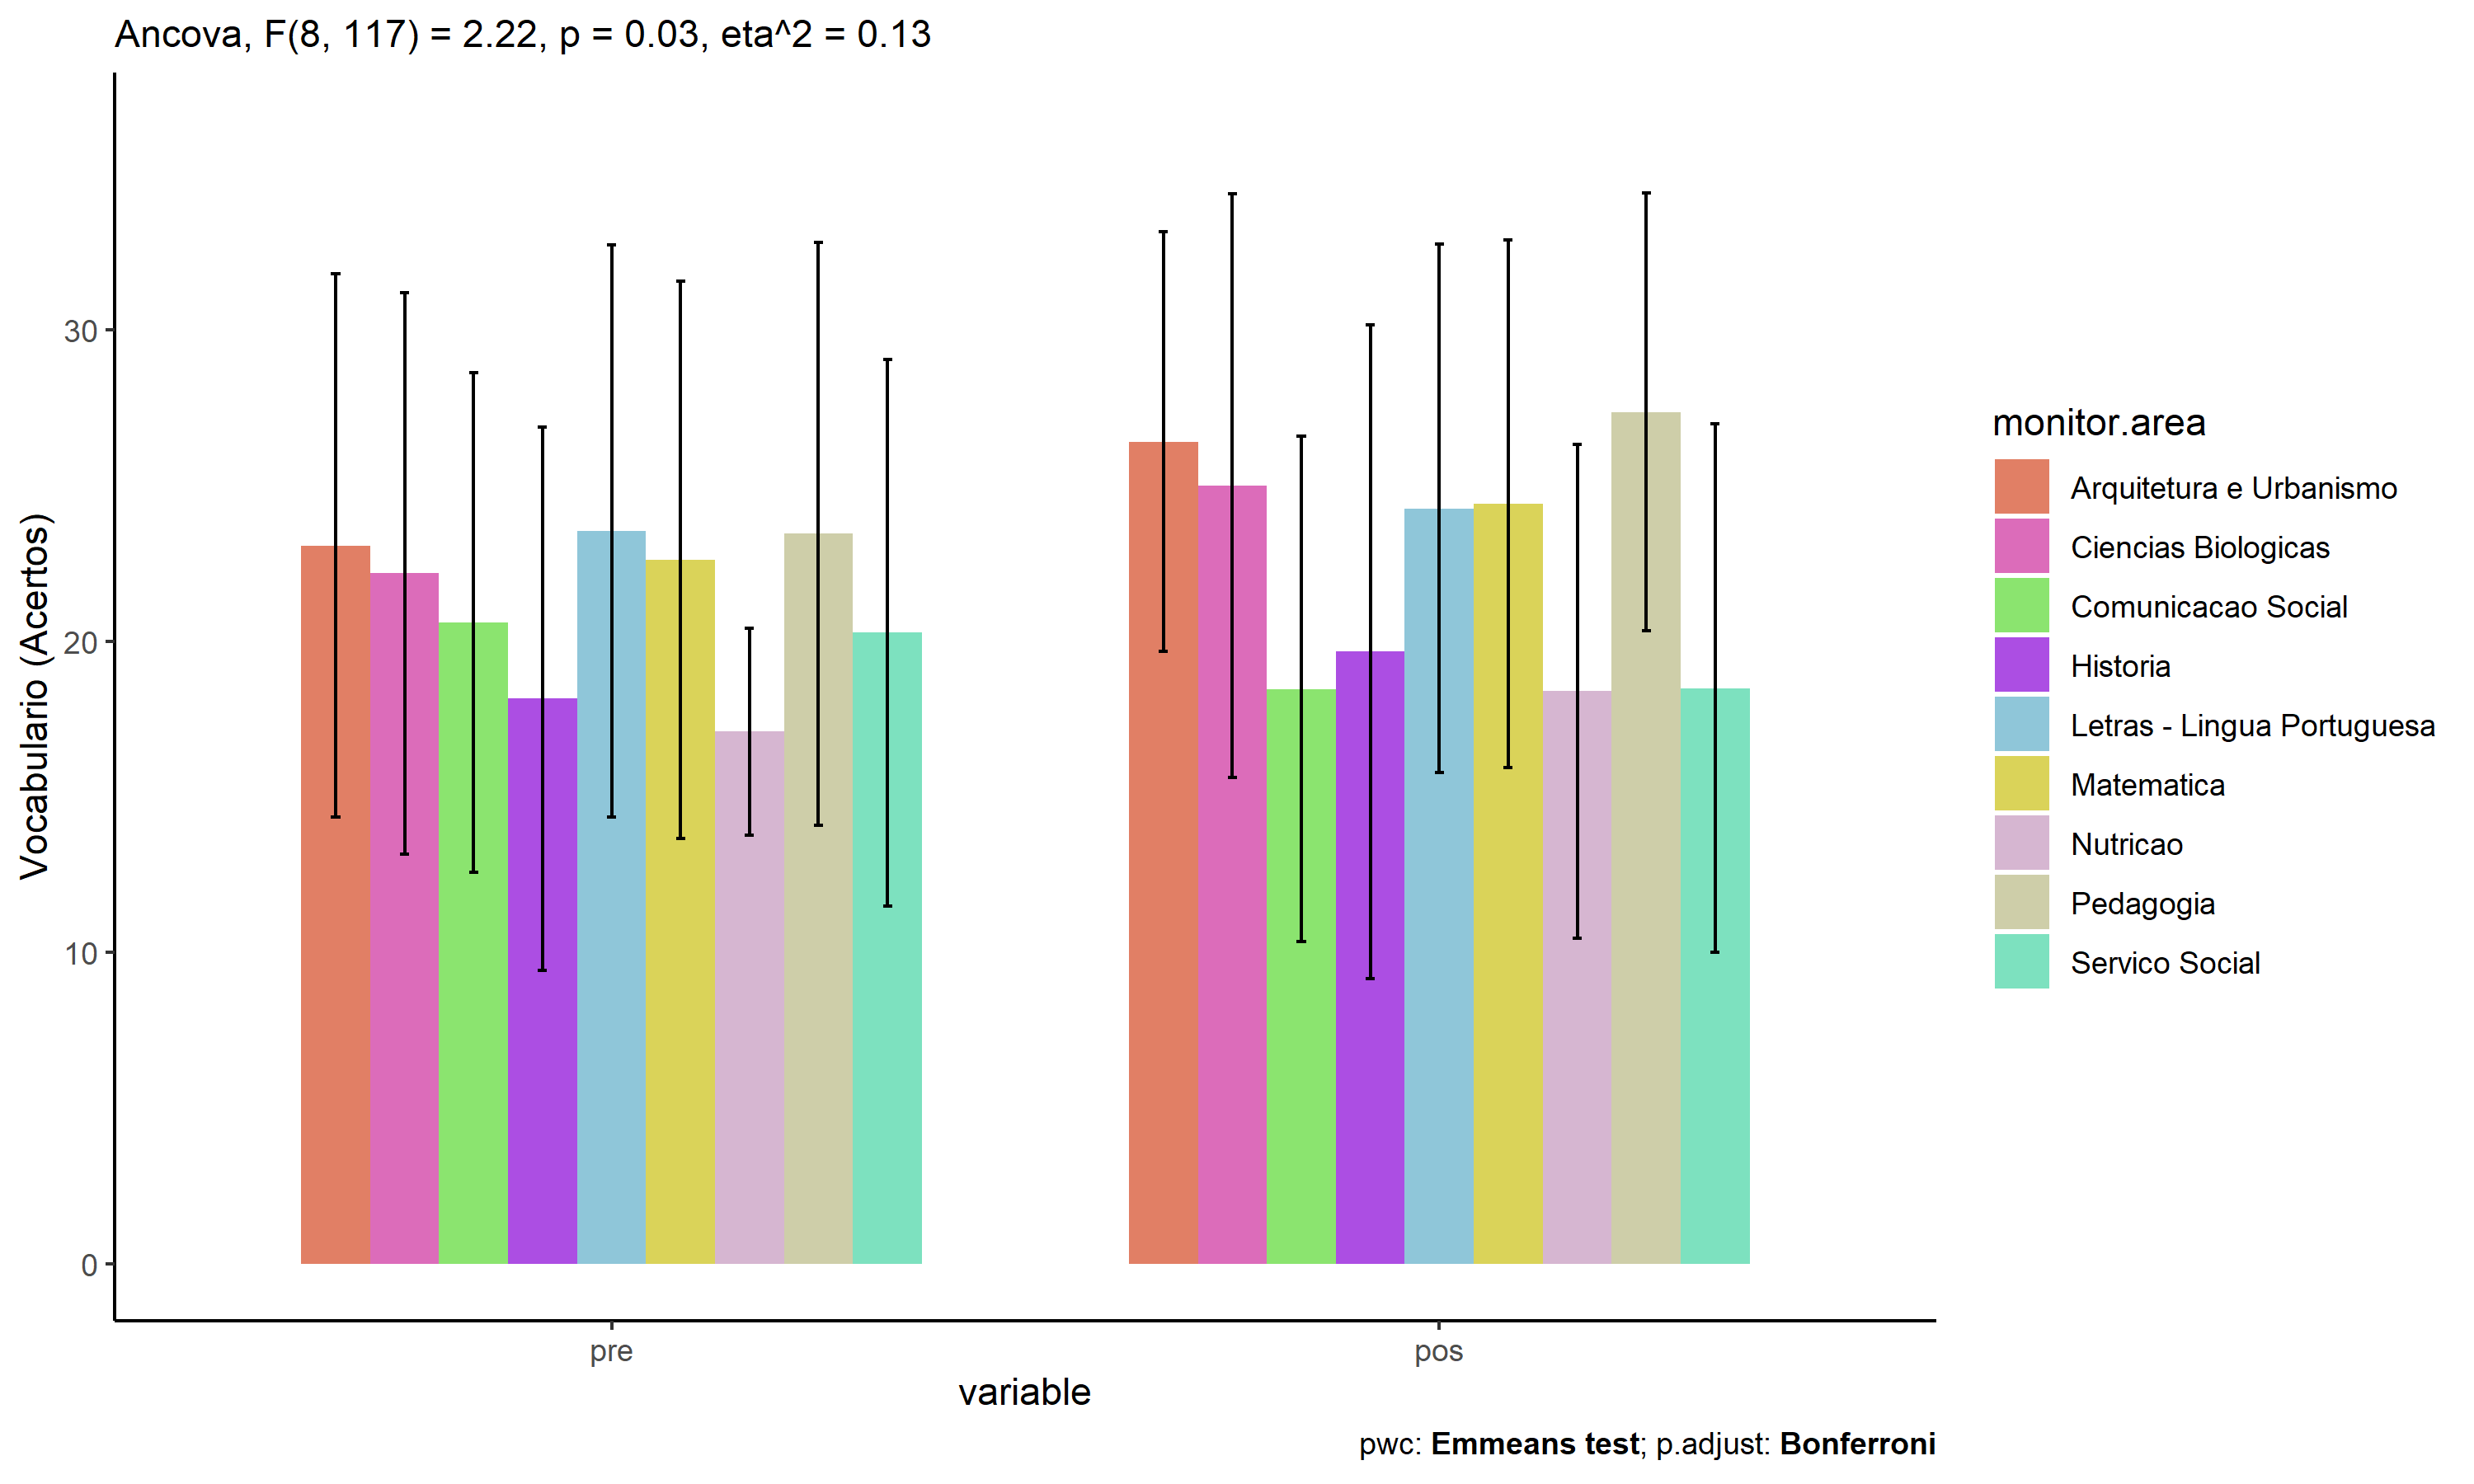 Ancova, F(8, 117) = 2.22, p = 0.03, eta^2 = 0.13
Vocabulario (Acertos)
30
20
10
0
pre
pos
variable
monitor.area
Arquitetura e Urbanismo
Ciencias Biologicas
Comunicacao Social
Historia
Letras - Lingua Portuguesa
Matematica
Nutricao
Pedagogia
Servico Social
pwc: Emmeans test; p.adjust: Bonferroni